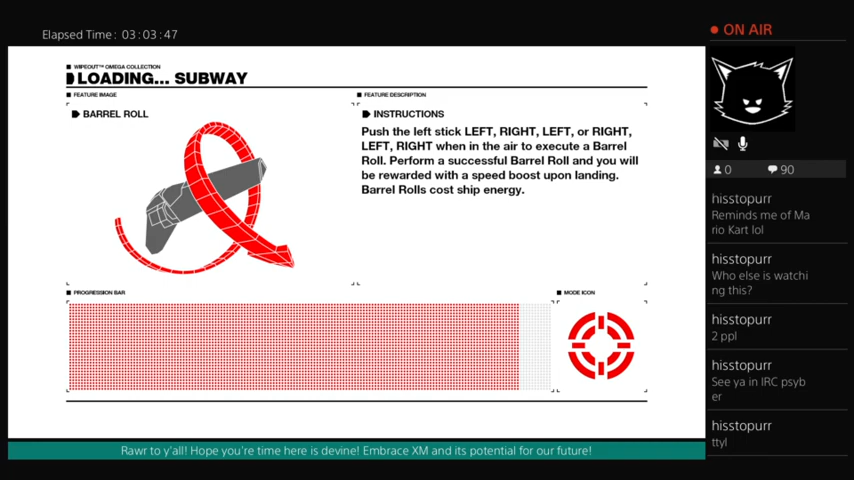 Elapsed Time: 03:03:47
WIPEOUT™ OMEGA COLLECTION
LOADING... SUBWAY
FEATURE IMAGE
FEATURE DESCRIPTION
BARREL ROLL
INSTRUCTIONS
Push the left stick LEFT, RIGHT, LEFT, or RIGHT,
LEFT, RIGHT when in the air to execute a Barrel
Roll. Perform a successful Barrel Roll and you will
be rewarded with a speed boost upon landing.
Barrel Rolls cost ship energy.
PROGRESSION BAR
MODE ICON
Rawr to y'all! Hope you're time here is devine! Embrace XM and its potential for our future!
ON AIR
0
90
hisstopurr
Reminds me of Ma
rio Kart lol
hisstopurr
Who else is watchi
ng this?
hisstopurr
2 ppl
hisstopurr
See ya in IRC psyb
er
hisstopurr
ttyl